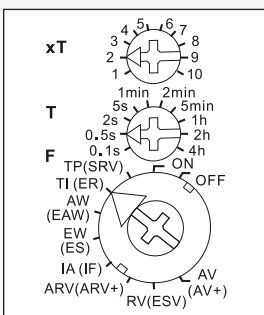 xT
1
2
3
4
5
6
7
8
9
10
T
0.1s
0.5s
2s
5s
1min
2min
5min
1h
2h
4h
F
TP(SRV)
TI (ER)
AW
(EAW)
EW
(ES)
IA (IF)
ARV(ARV+)
RV(ESV)
AV
(AV+)
OFF
ON